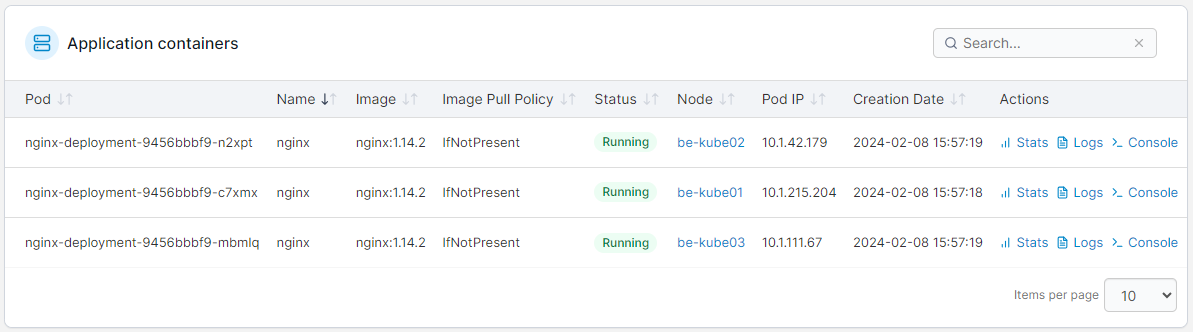 Application containers
Search...
Pod Name Image Image Pull Policy Status Node Pod IP Creation Date Actions
nginx-deployment-9456bbbf9-n2xpt nginx nginx:1.14.2 IfNotPresent Running be-kube02 10.1.42.179 2024-02-08 15:57:19 Stats Logs Console
nginx-deployment-9456bbbf9-c7xmx nginx nginx:1.14.2 IfNotPresent Running be-kube01 10.1.215.204 2024-02-08 15:57:18 Stats Logs Console
nginx-deployment-9456bbbf9-mbmlq nginx nginx:1.14.2 IfNotPresent Running be-kube03 10.1.111.67 2024-02-08 15:57:19 Stats Logs Console
Items per page 10